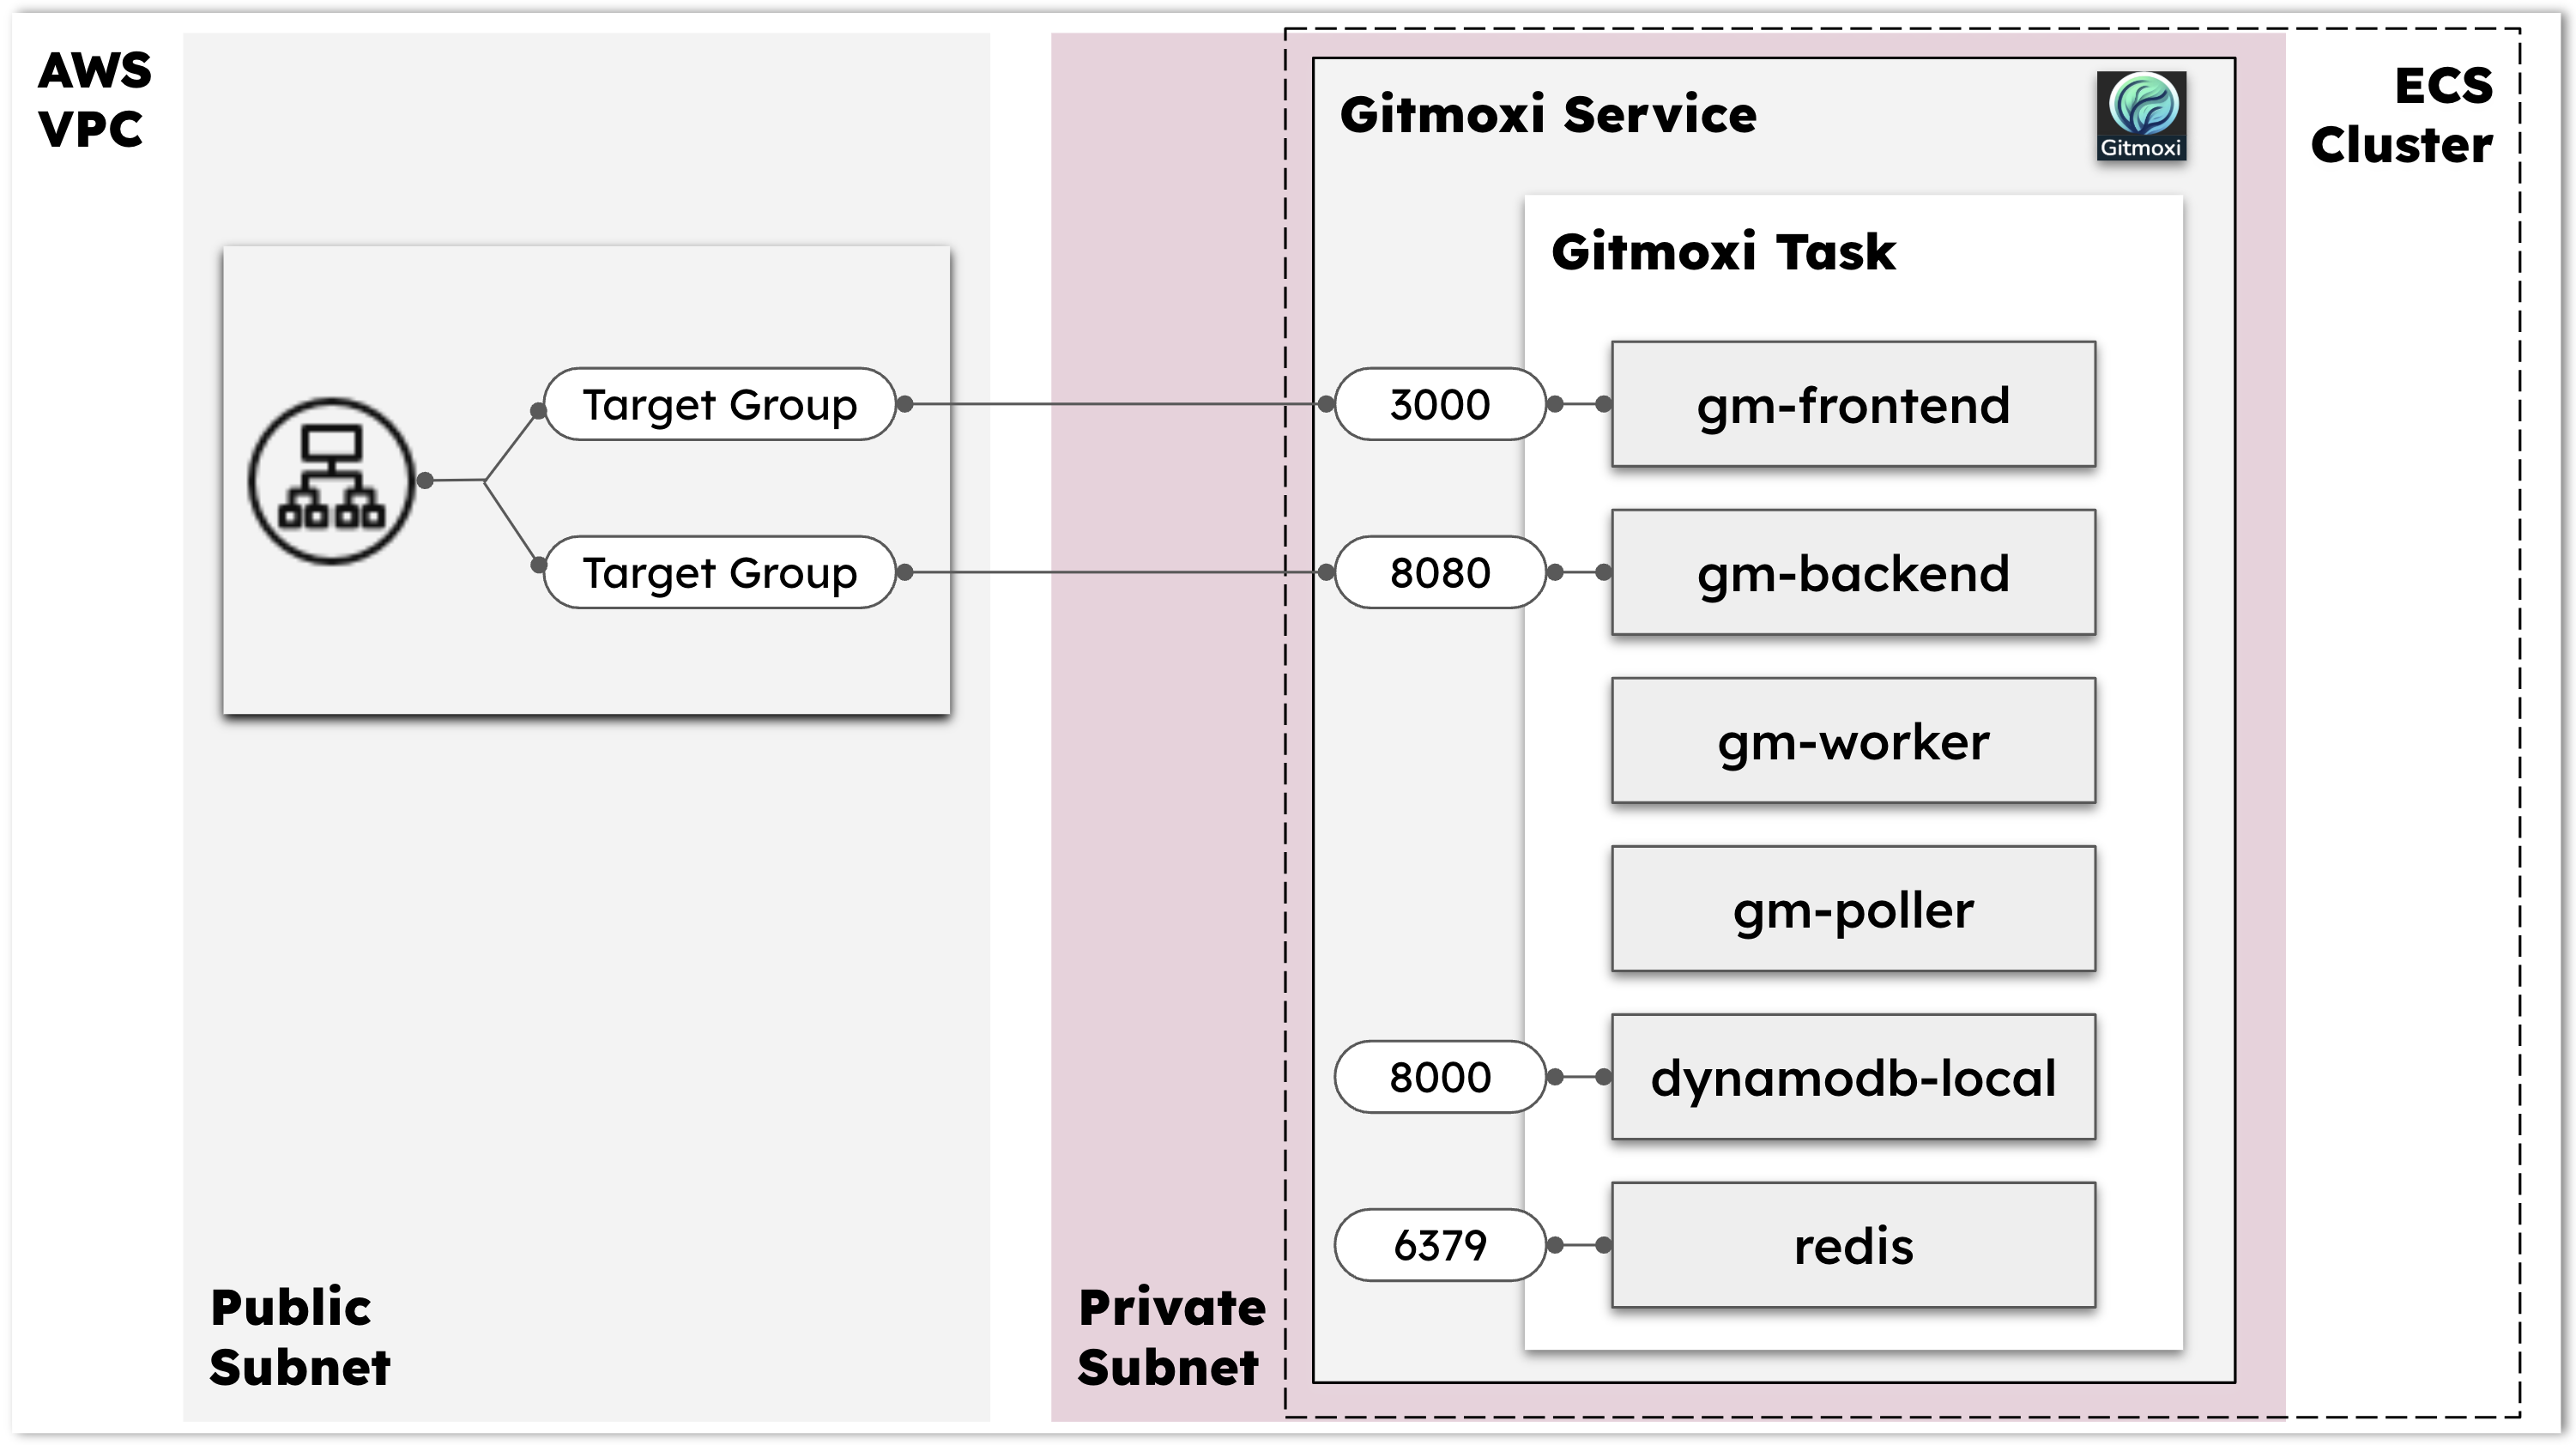 AWS
VPC
ECS
Cluster
Gitmoxi Service
Gitmoxi
Gitmoxi Task
Target Group
3000
gm-frontend
Target Group
8080
gm-backend
gm-worker
gm-poller
8000
dynamodb-local
6379
redis
Public
Subnet
Private
Subnet